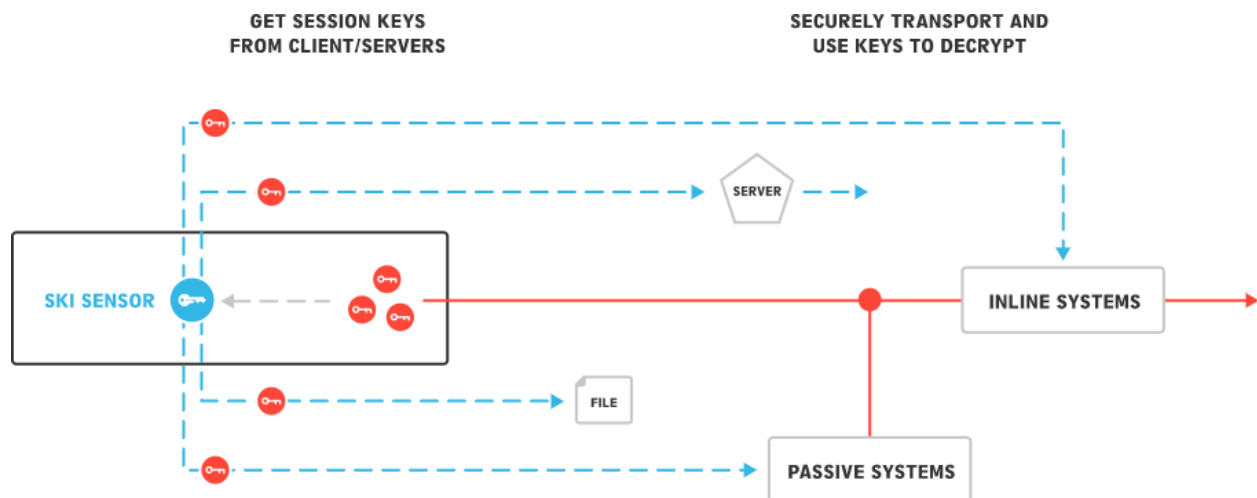 GET SESSION KEYS
FROM CLIENT/SERVERS
SECURELY TRANSPORT AND
USE KEYS TO DECRYPT
SERVER
SKI SENSOR
INLINE SYSTEMS
FILE
PASSIVE SYSTEMS